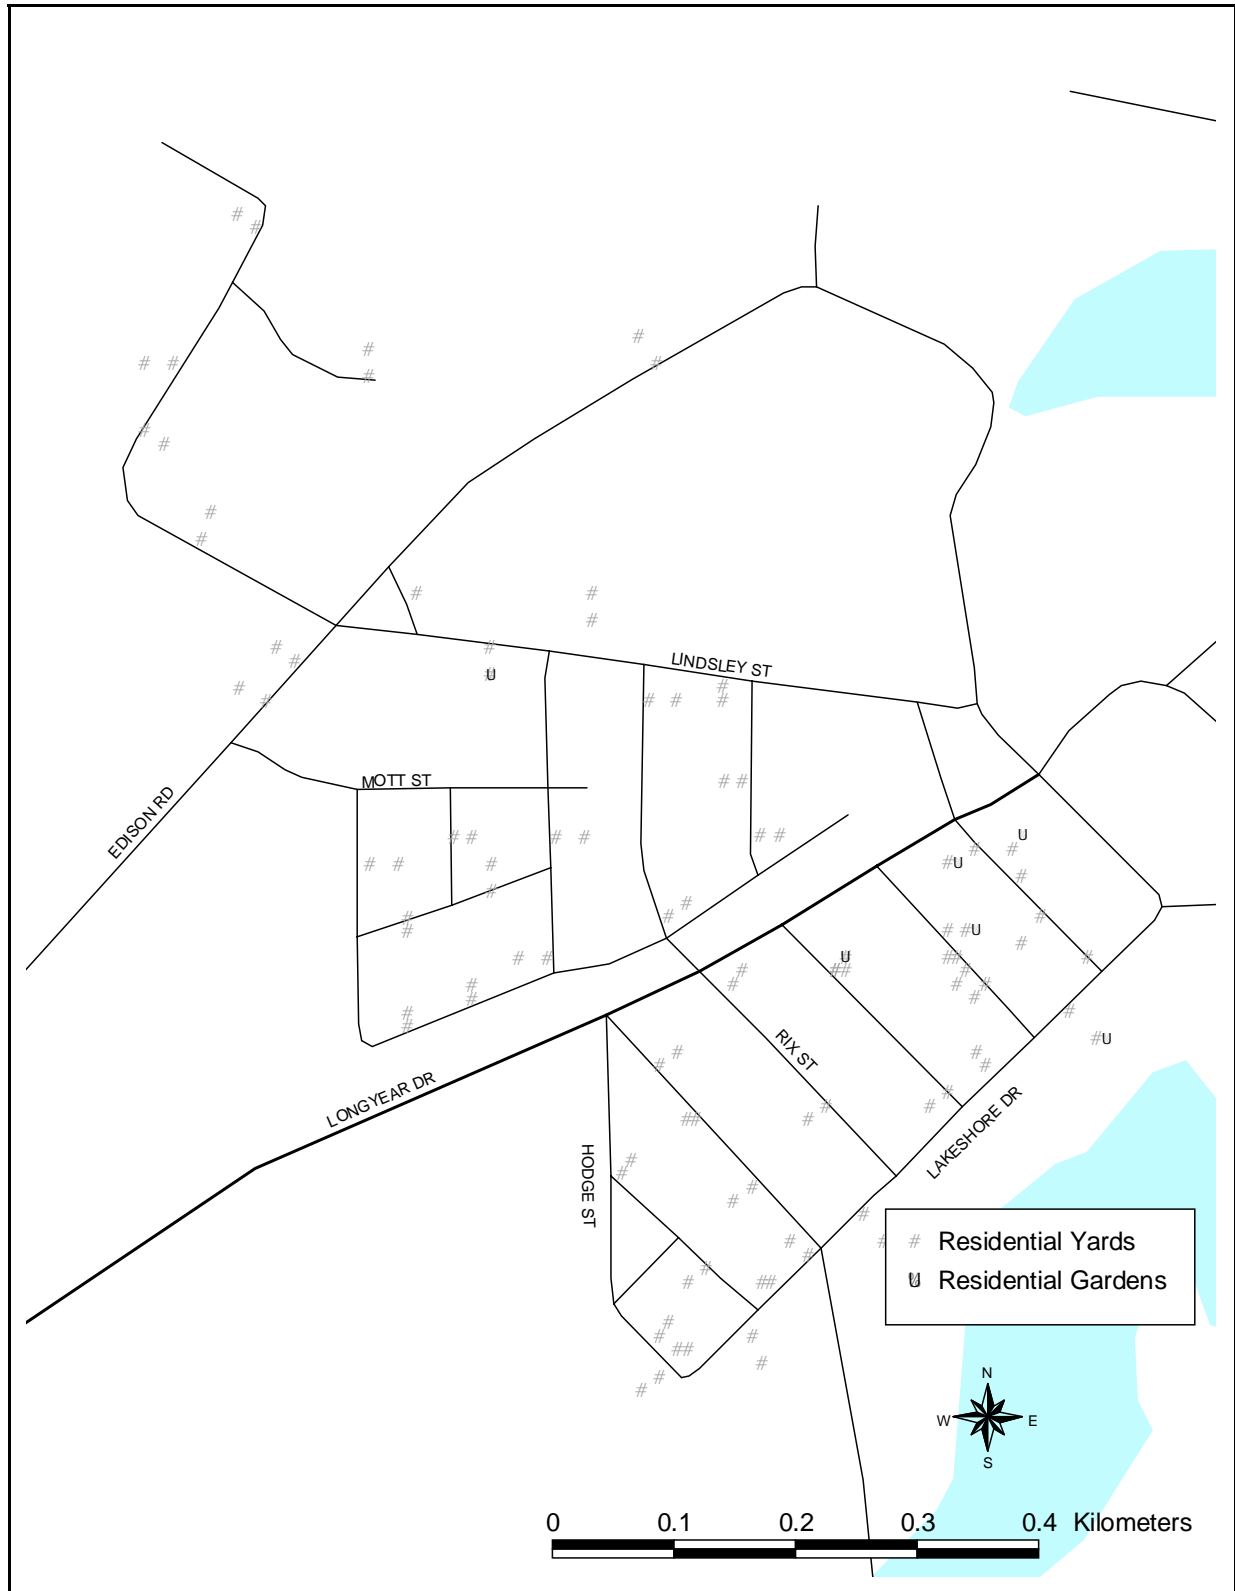 LINDSLEY ST
MOTT ST
EDISON RD
RIX ST
LONGYEAR DR
LAKESHORE DR
HODGE ST
# Residential Yards
U Residential Gardens
N
W E
S
0 0.1 0.2 0.3 0.4 Kilometers